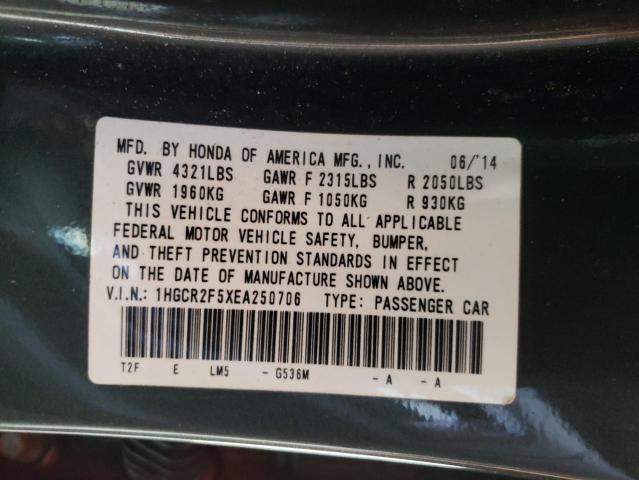 MFD. BY HONDA OF AMERICA MFG., INC. 06/'14
GVWR 4321LBS GAWR F 2315LBS R 2050LBS
GVWR 1960KG GAWR F 1050KG R 930KG
THIS VEHICLE CONFORMS TO ALL APPLICABLE
FEDERAL MOTOR VEHICLE SAFETY, BUMPER,
AND THEFT PREVENTION STANDARDS IN EFFECT
ON THE DATE OF MANUFACTURE SHOWN ABOVE.
V.I.N.: 1HGCR2F5XEA250706 TYPE: PASSENGER CAR
T2F E LM5 - G536M - A - A